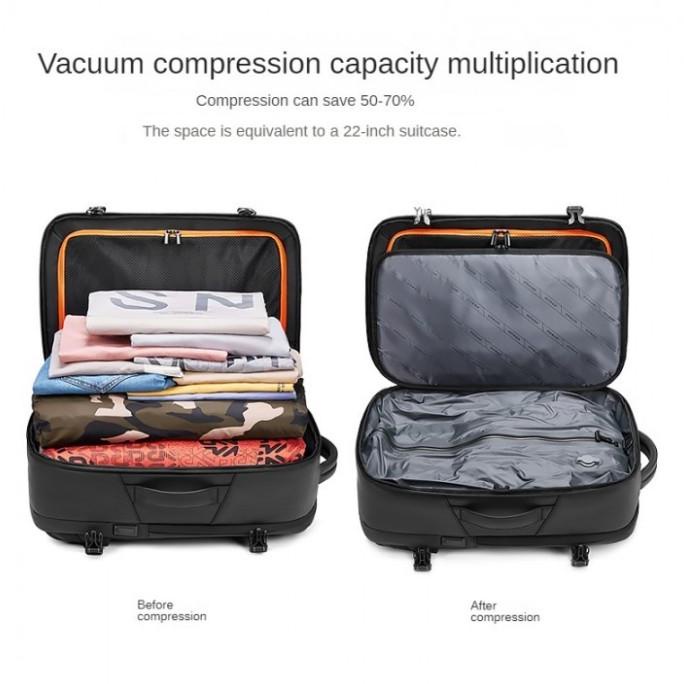 Vacuum compression capacity multiplication
Compression can save 50-70%
The space is equivalent to a 22-inch suitcase.
Yua
S N
Before
compression
After
compression